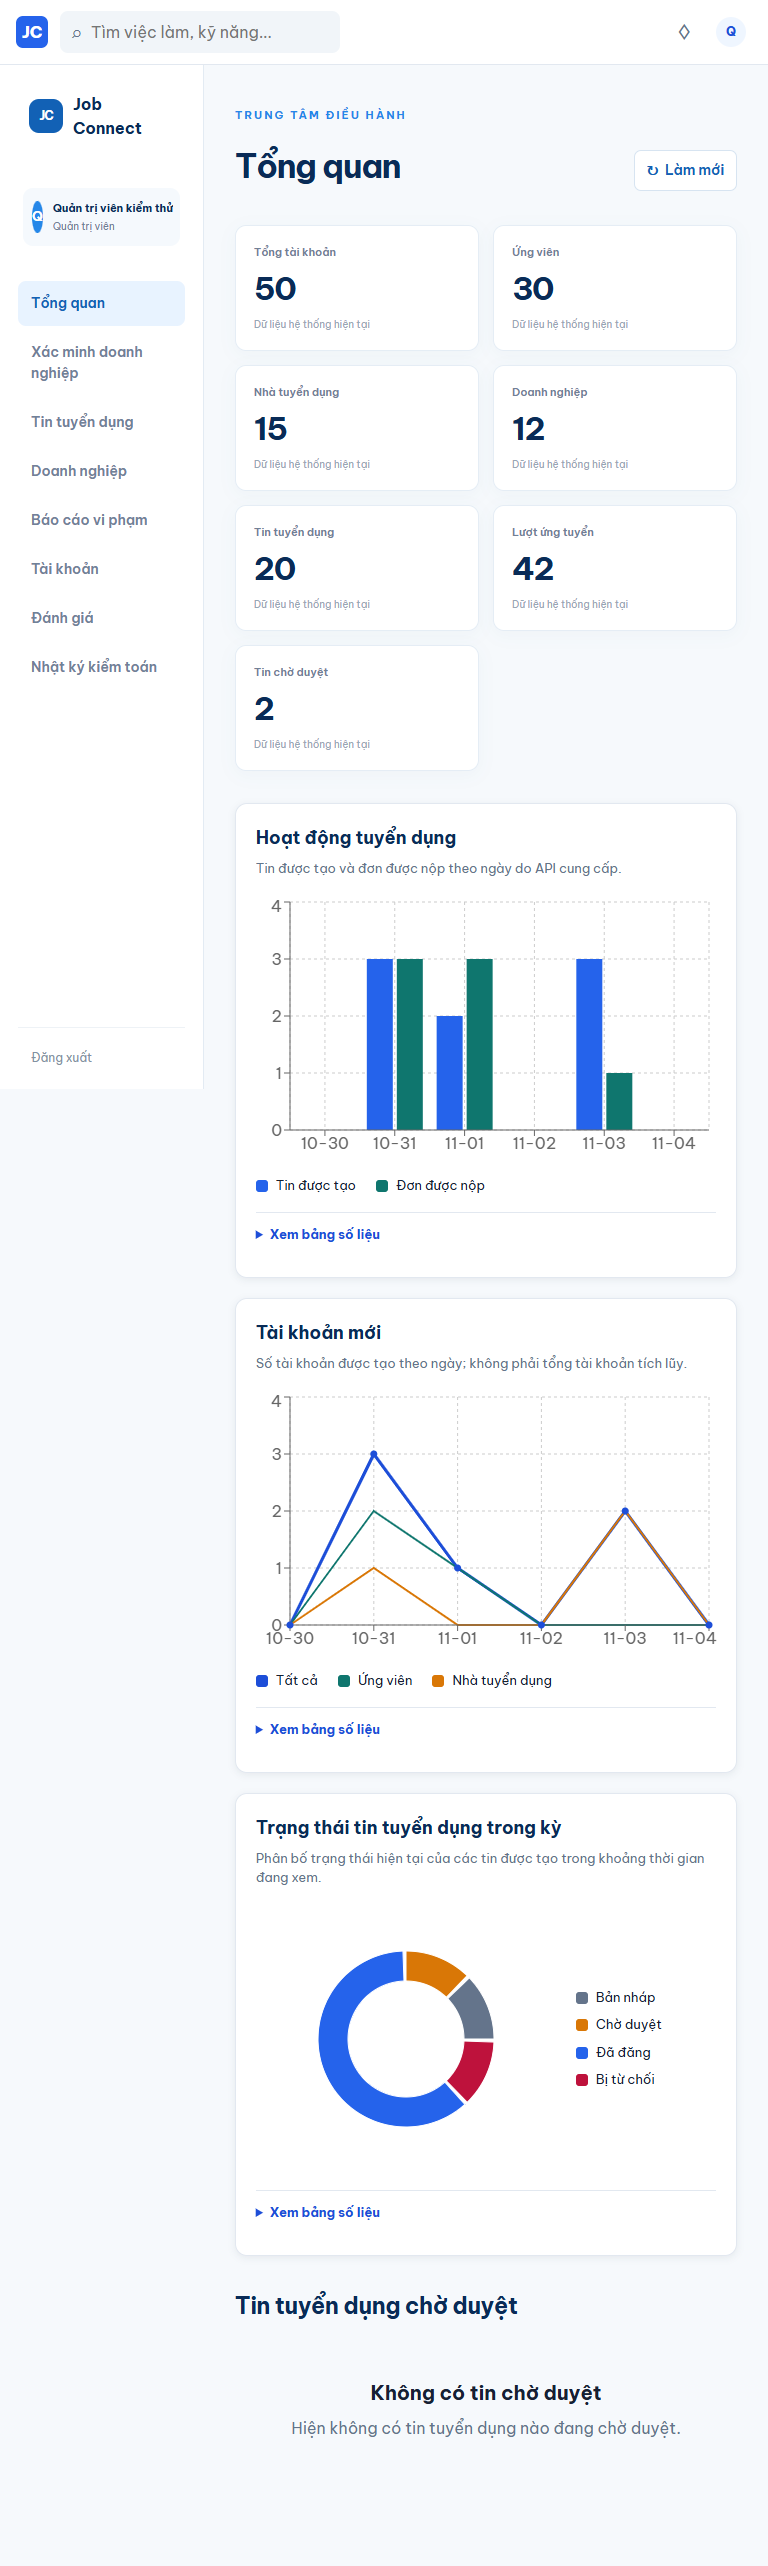 JC
Tìm việc làm, kỹ năng...
Q
JC
Job
Connect
Q
Quản trị viên kiểm thử
Quản trị viên
Tổng quan
Xác minh doanh
nghiệp
Tin tuyển dụng
Doanh nghiệp
Báo cáo vi phạm
Tài khoản
Đánh giá
Nhật ký kiểm toán
Đăng xuất
TRUNG TÂM ĐIỀU HÀNH
Tổng quan
Làm mới
Tổng tài khoản
50
Dữ liệu hệ thống hiện tại
Ứng viên
30
Dữ liệu hệ thống hiện tại
Nhà tuyển dụng
15
Dữ liệu hệ thống hiện tại
Doanh nghiệp
12
Dữ liệu hệ thống hiện tại
Tin tuyển dụng
20
Dữ liệu hệ thống hiện tại
Lượt ứng tuyển
42
Dữ liệu hệ thống hiện tại
Tin chờ duyệt
2
Dữ liệu hệ thống hiện tại
Hoạt động tuyển dụng
Tin được tạo và đơn được nộp theo ngày do API cung cấp.
4
3
2
1
0
10-30 10-31 11-01 11-02 11-03 11-04
Tin được tạo Đơn được nộp
Xem bảng số liệu
Tài khoản mới
Số tài khoản được tạo theo ngày; không phải tổng tài khoản tích lũy.
4
3
2
1
0
10-30 10-31 11-01 11-02 11-03 11-04
Tất cả Ứng viên Nhà tuyển dụng
Xem bảng số liệu
Trạng thái tin tuyển dụng trong kỳ
Phân bố trạng thái hiện tại của các tin được tạo trong khoảng thời gian
đang xem.
Bản nháp
Chờ duyệt
Đã đăng
Bị từ chối
Xem bảng số liệu
Tin tuyển dụng chờ duyệt
Không có tin chờ duyệt
Hiện không có tin tuyển dụng nào đang chờ duyệt.